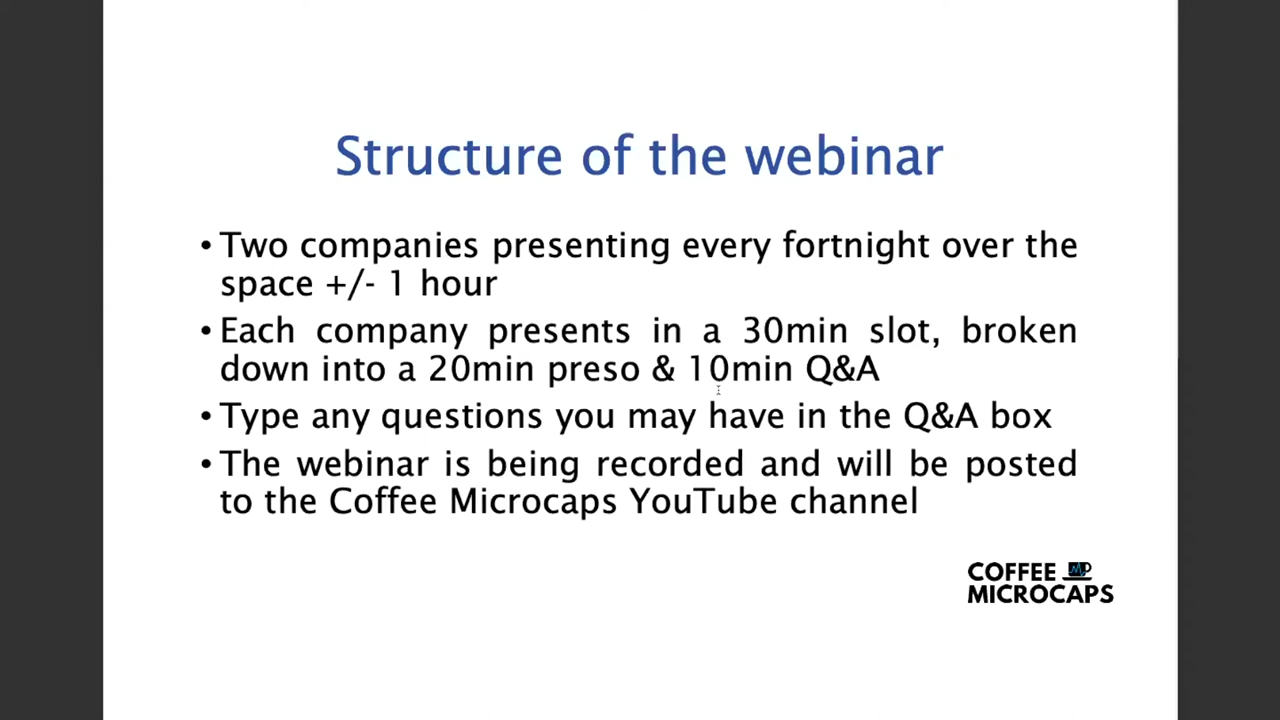 Structure of the webinar
• Two companies presenting every fortnight over the
space +/- 1 hour
• Each company presents in a 30min slot, broken
down into a 20min preso & 10min Q&A
• Type any questions you may have in the Q&A box
• The webinar is being recorded and will be posted
to the Coffee Microcaps YouTube channel
COFFEE
MICROCAPS